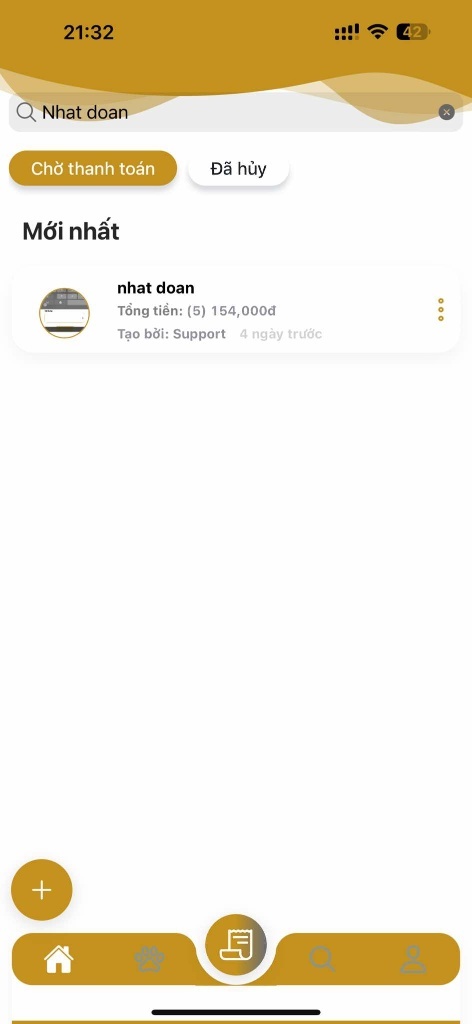 21:32
42
Nhat doan
Chờ thanh toán
Đã hủy
Mới nhất
nhat doan
Tổng tiền: (5) 154,000đ
Tạo bởi: Support 4 ngày trước